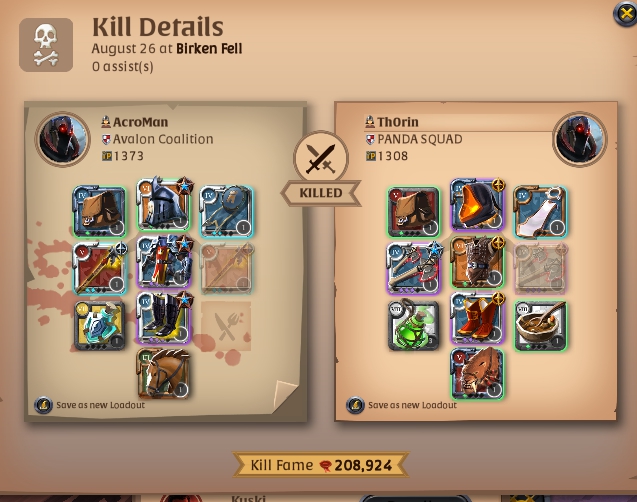 Kill Details
August 26 at Birken Fell
0 assist(s)
AcroMan
Avalon Coalition
1373
KILLED
Th0rin
PANDA SQUAD
1308
Save as new Loadout
Save as new Loadout
Kill Fame 208,924
Kuski